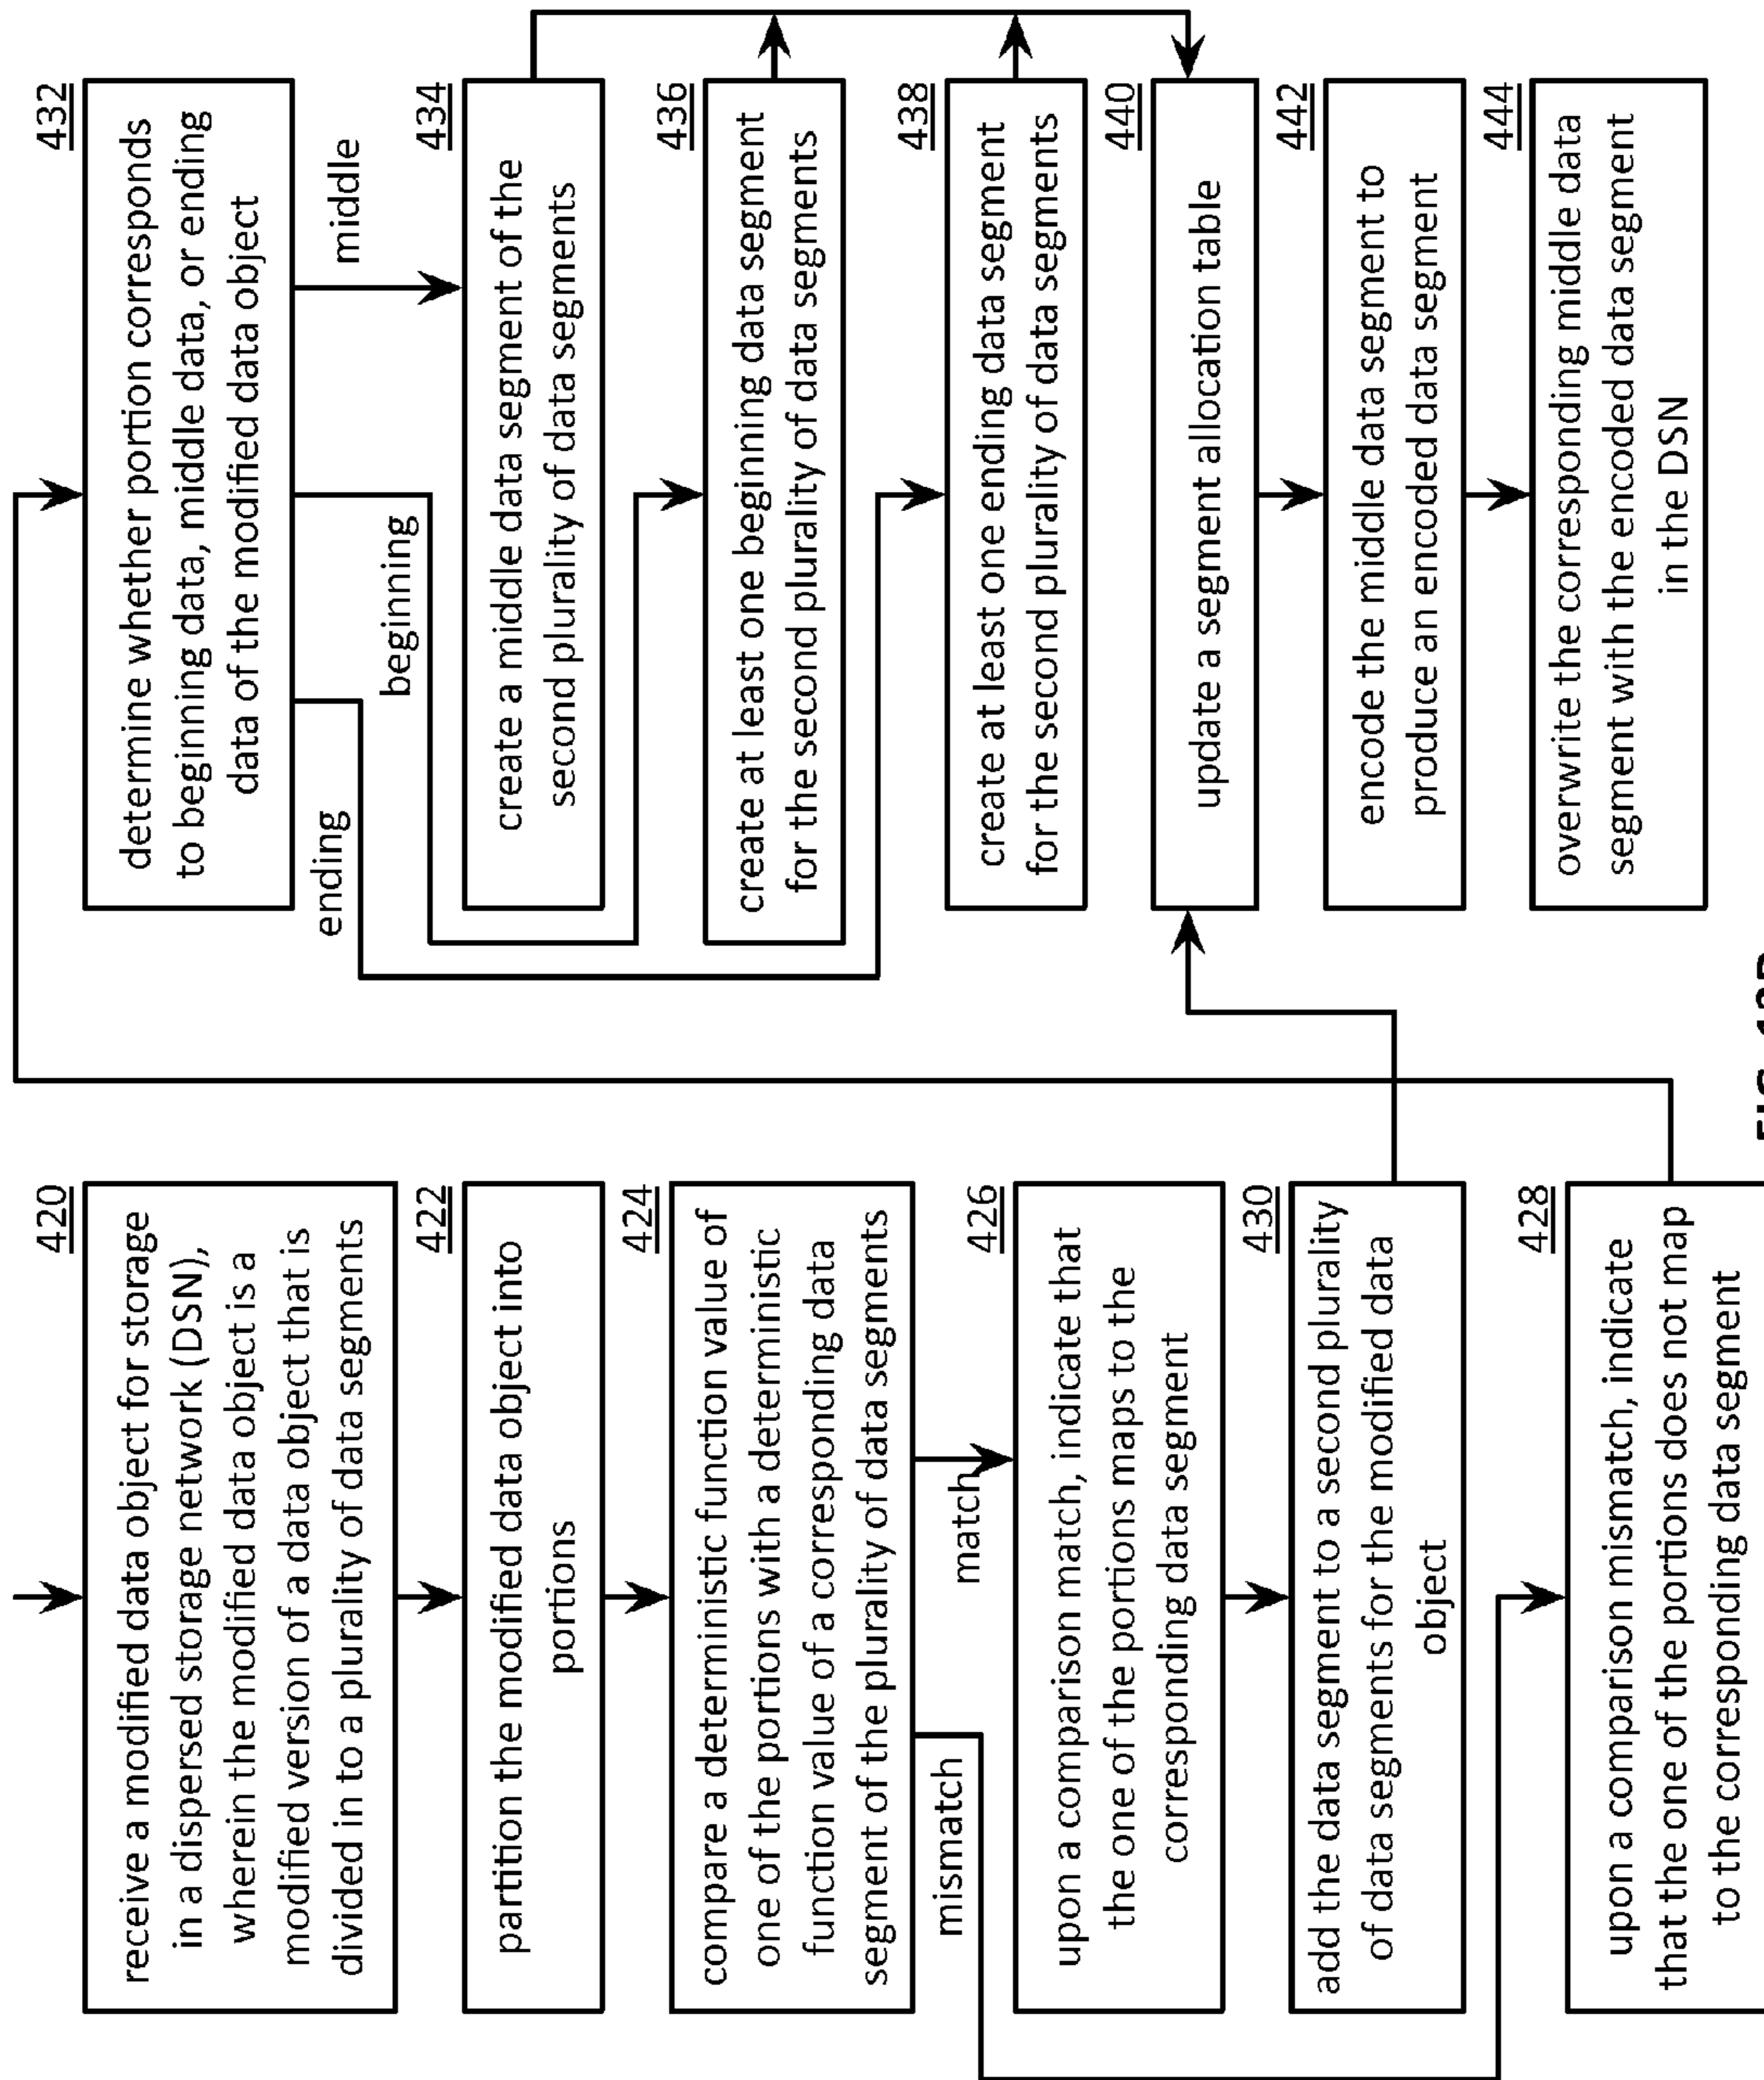 420
receive a modified data object for storage
in a dispersed storage network (DSN),
wherein the modified data object is a
modified version of a data object that is
divided in to a plurality of data segments
422
partition the modified data object into
portions
424
compare a deterministic function value of
one of the portions with a deterministic
function value of a corresponding data
segment of the plurality of data segments
mismatch
match
426
upon a comparison match, indicate that
the one of the portions maps to the
corresponding data segment
430
add the data segment to a second plurality
of data segments for the modified data
object
428
upon a comparison mismatch, indicate
that the one of the portions does not map
to the corresponding data segment
432
determine whether portion corresponds
to beginning data, middle data, or ending
data of the modified data object
ending
beginning
middle
434
create a middle data segment of the
second plurality of data segments
436
create at least one beginning data segment
for the second plurality of data segments
438
create at least one ending data segment
for the second plurality of data segments
440
update a segment allocation table
442
encode the middle data segment to
produce an encoded data segment
444
overwrite the corresponding middle data
segment with the encoded data segment
in the DSN
FIG.